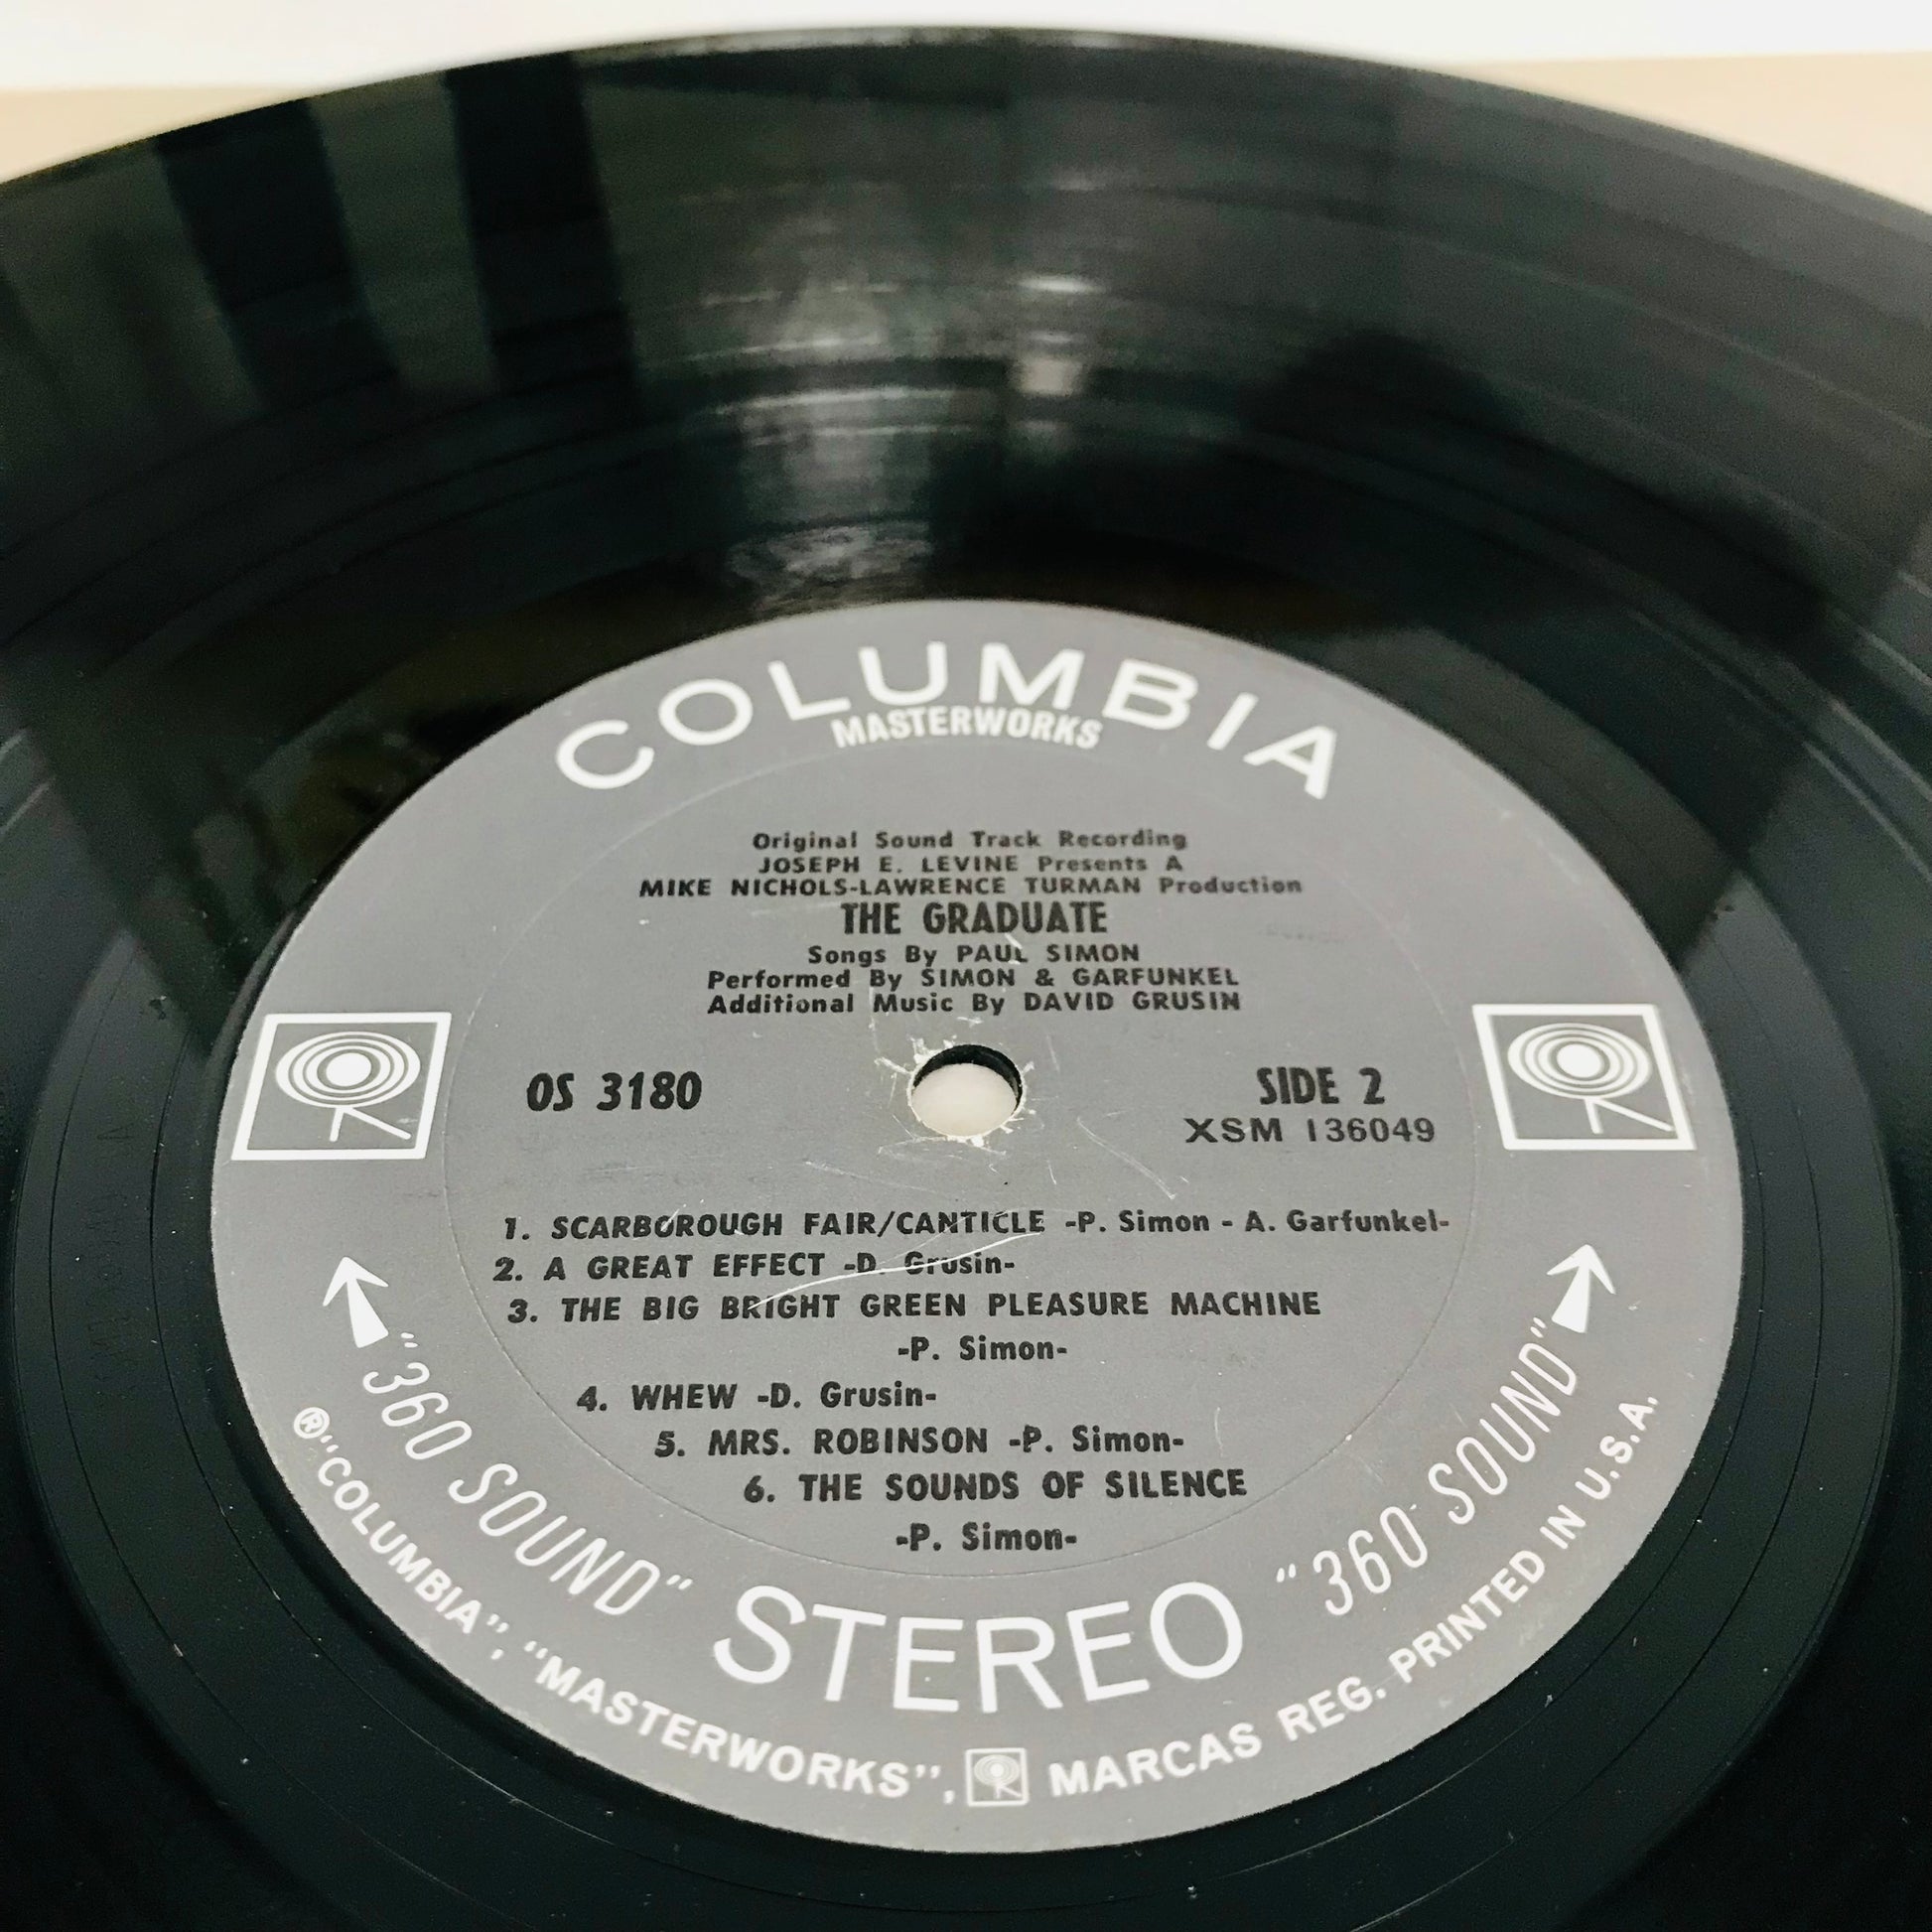 COLUMBIA
MASTERWORKS
Original Sound Track Recording
JOSEPH E. LEVINE Presents A
MIKE NICHOLS-LAWRENCE TURMAN Production
THE GRADUATE
Songs By PAUL SIMON
Performed By SIMON & GARFUNKEL
Additional Music By DAVID GRUSIN
OS 3180
SIDE 2
XSM 136049
1. SCARBOROUGH FAIR/CANTICLE -P. Simon - A. Garfunkel-
2. A GREAT EFFECT -D. Grusin-
3. THE BIG BRIGHT GREEN PLEASURE MACHINE
-P. Simon-
4. WHEW -D. Grusin-
5. MRS. ROBINSON -P. Simon-
6. THE SOUNDS OF SILENCE
-P. Simon-
"360 SOUND" STEREO "360 SOUND"
® "COLUMBIA", "MASTERWORKS", MARCAS REG. PRINTED IN U.S.A.